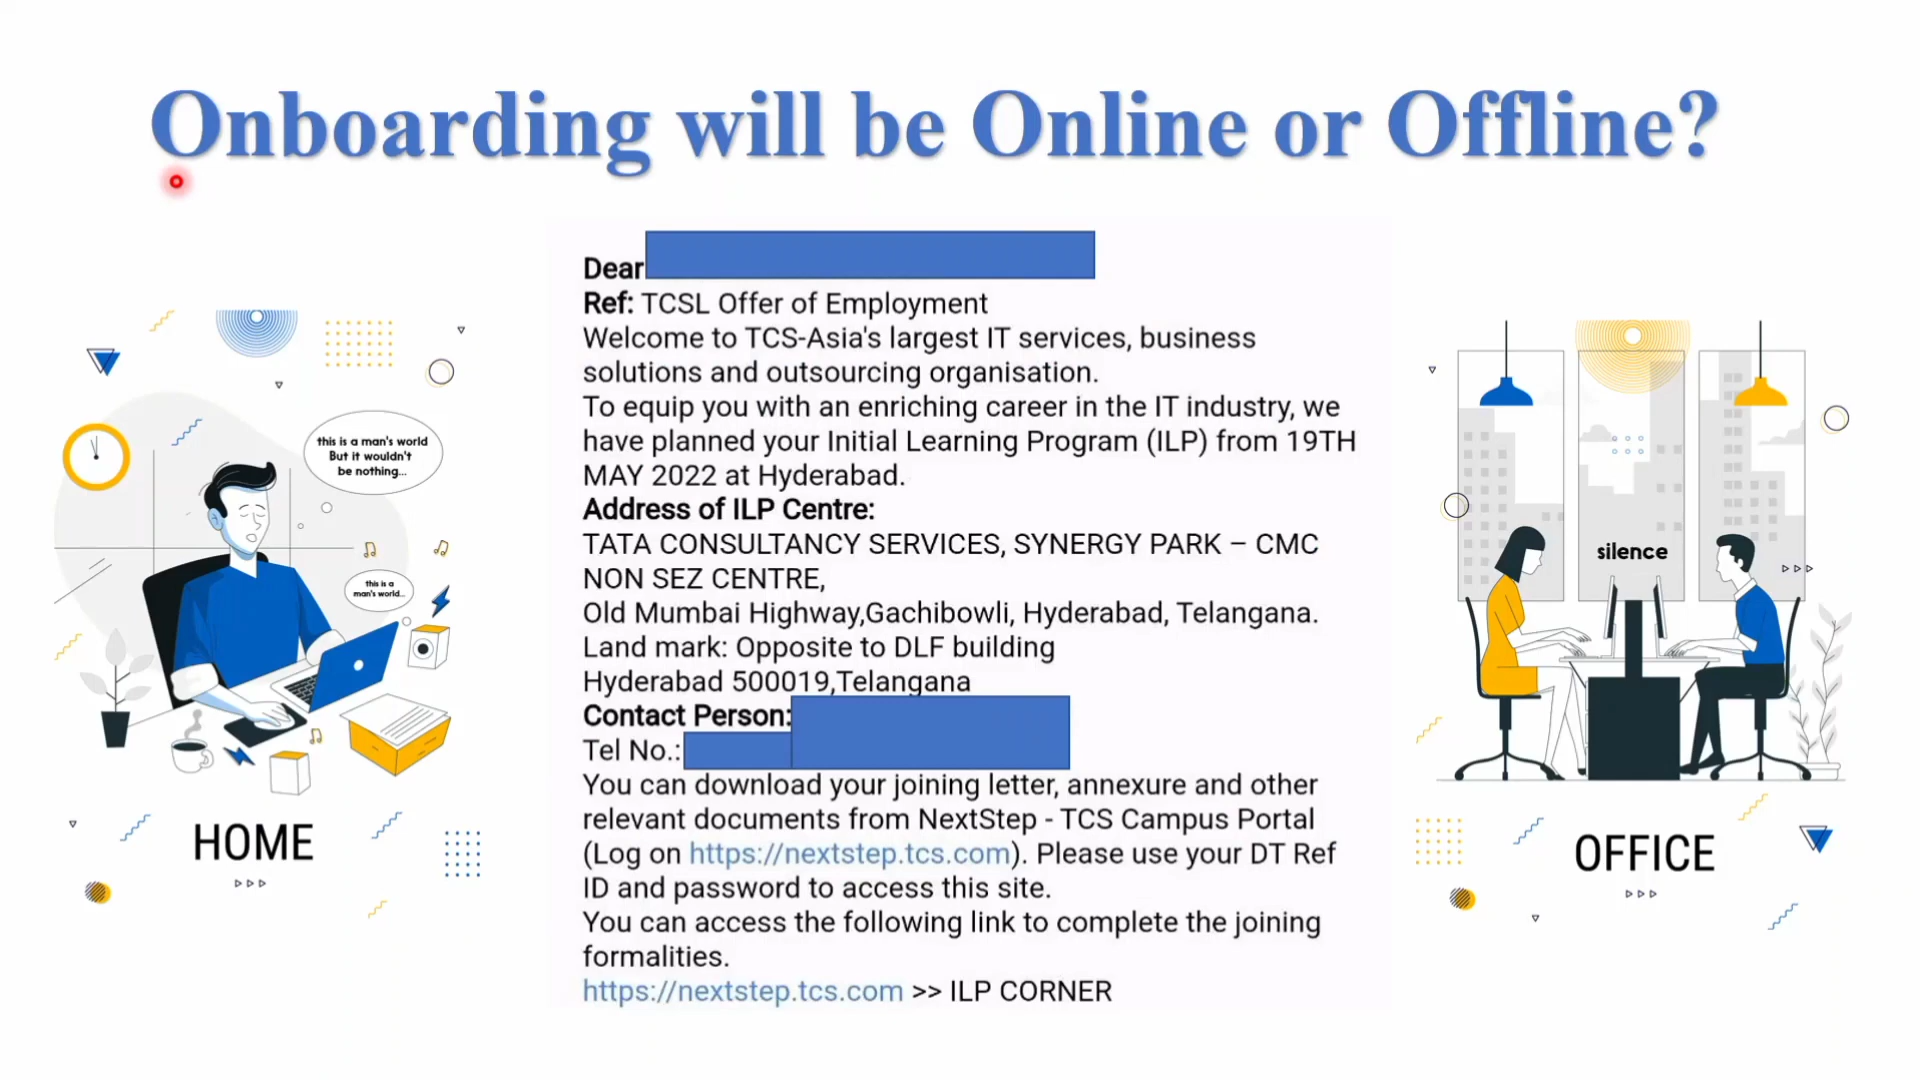 Onboarding will be Online or Offline?
Dear
Ref: TCSL Offer of Employment
Welcome to TCS-Asia's largest IT services, business
solutions and outsourcing organisation.
To equip you with an enriching career in the IT industry, we
have planned your Initial Learning Program (ILP) from 19TH
MAY 2022 at Hyderabad.
Address of ILP Centre:
TATA CONSULTANCY SERVICES, SYNERGY PARK – CMC
NON SEZ CENTRE,
Old Mumbai Highway,Gachibowli, Hyderabad, Telangana.
Land mark: Opposite to DLF building
Hyderabad 500019,Telangana
Contact Person:
Tel No.:
You can download your joining letter, annexure and other
relevant documents from NextStep - TCS Campus Portal
(Log on https://nextstep.tcs.com). Please use your DT Ref
ID and password to access this site.
You can access the following link to complete the joining
formalities.
https://nextstep.tcs.com >> ILP CORNER
this is a man's world
But it wouldn't
be nothing...
this is a
man's world...
HOME
silence
OFFICE